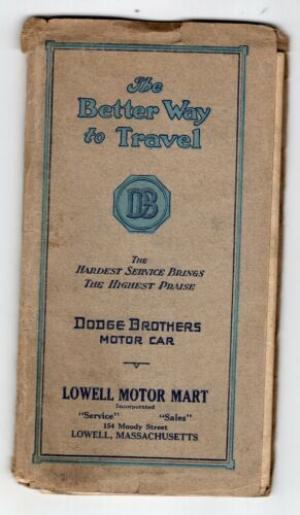 The
Better Way
to Travel
DB
THE
HARDEST SERVICE BRINGS
THE HIGHEST PRAISE
DODGE BROTHERS
MOTOR CAR
LOWELL MOTOR MART
Incorporated
"Service" "Sales"
154 Moody Street
LOWELL, MASSACHUSETTS